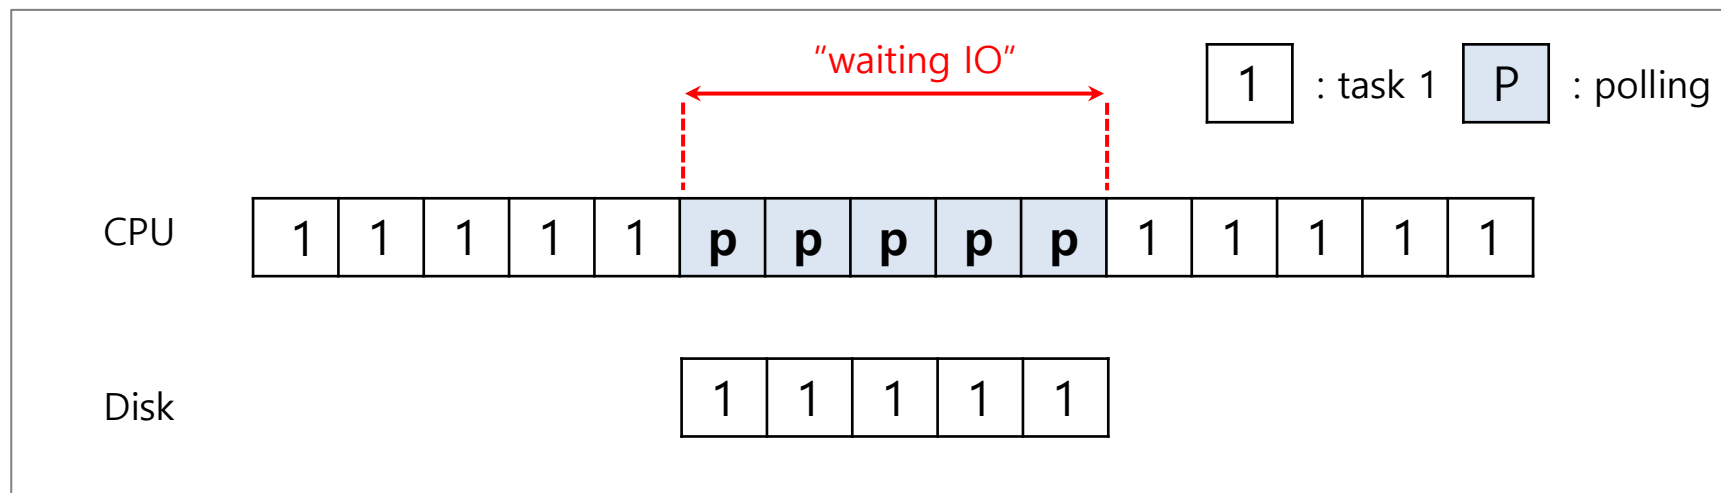 “waiting IO”
1 : task 1 P : polling
CPU 1 1 1 1 1 p p p p p 1 1 1 1 1
Disk 1 1 1 1 1